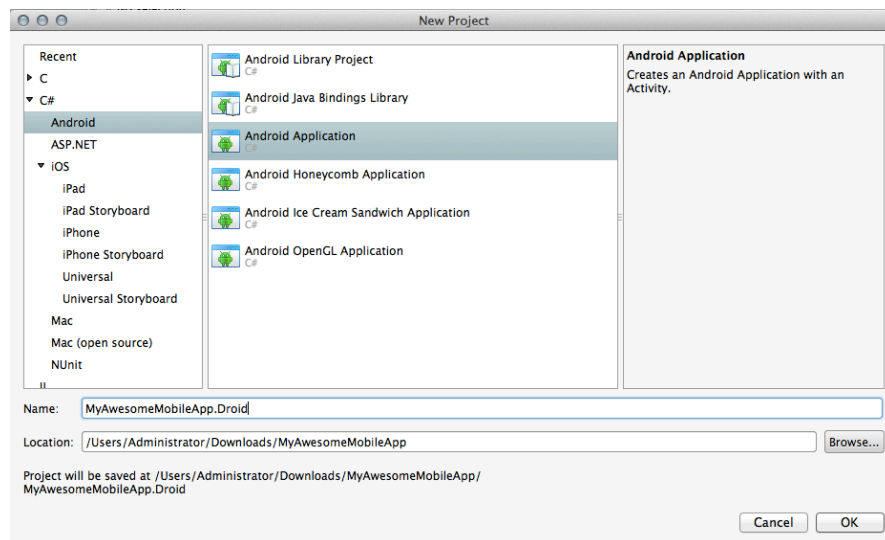 New Project
Recent
C
C#
Android
ASP.NET
iOS
iPad
iPad Storyboard
iPhone
iPhone Storyboard
Universal
Universal Storyboard
Mac
Mac (open source)
NUnit
Android Library Project
C#
Android Java Bindings Library
C#
Android Application
C#
Android Honeycomb Application
C#
Android Ice Cream Sandwich Application
C#
Android OpenGL Application
C#
Android Application
Creates an Android Application with an
Activity.
Name: MyAwesomeMobileApp.Droid
Location: /Users/Administrator/Downloads/MyAwesomeMobileApp Browse...
Project will be saved at /Users/Administrator/Downloads/MyAwesomeMobileApp/
MyAwesomeMobileApp.Droid
Cancel OK